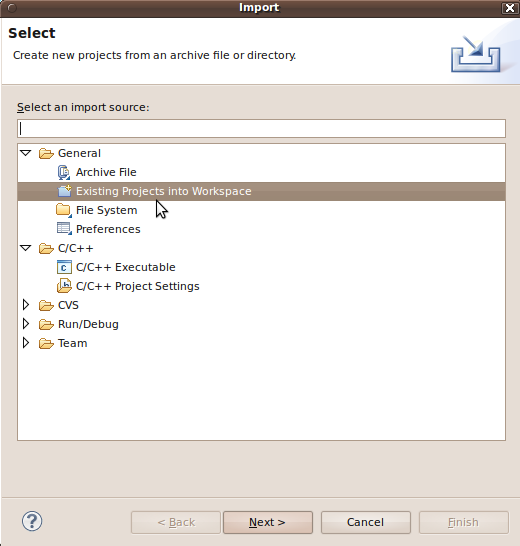 Import
Select
Create new projects from an archive file or directory.
Select an import source:
General
Archive File
Existing Projects into Workspace
File System
Preferences
C/C++
C/C++ Executable
C/C++ Project Settings
CVS
Run/Debug
Team
? < Back Next > Cancel Finish